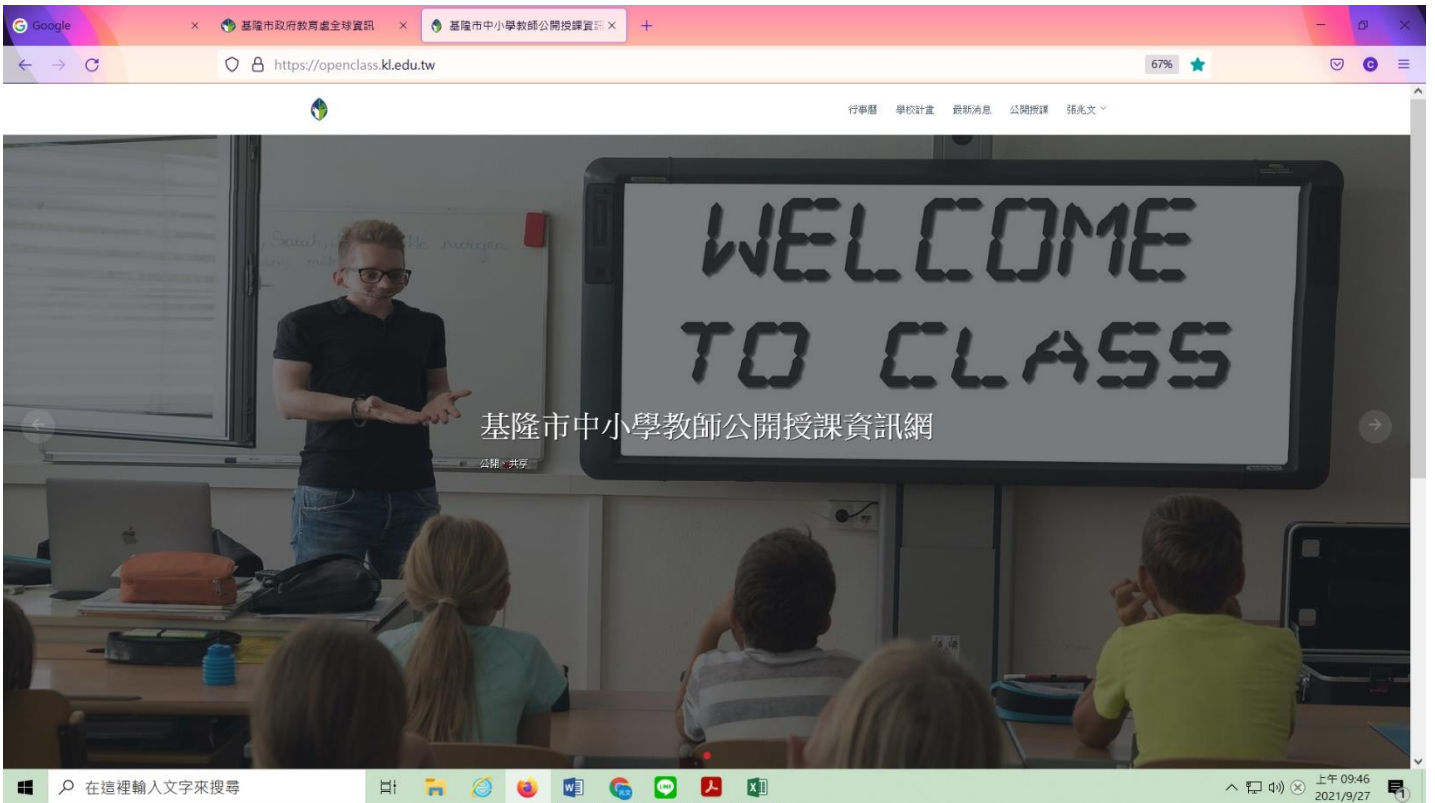 Google
基隆市政府教育處全球資訊
基隆市中小學教師公開授課資訊
https://openclass.kl.edu.tw
67%
行事曆 學校計畫 最新消息 公開授課 張兆文
WELCOME
TO CLASS
基隆市中小學教師公開授課資訊網
公開、共享
在這裡輸入文字來搜尋
上午 09:46
2021/9/27